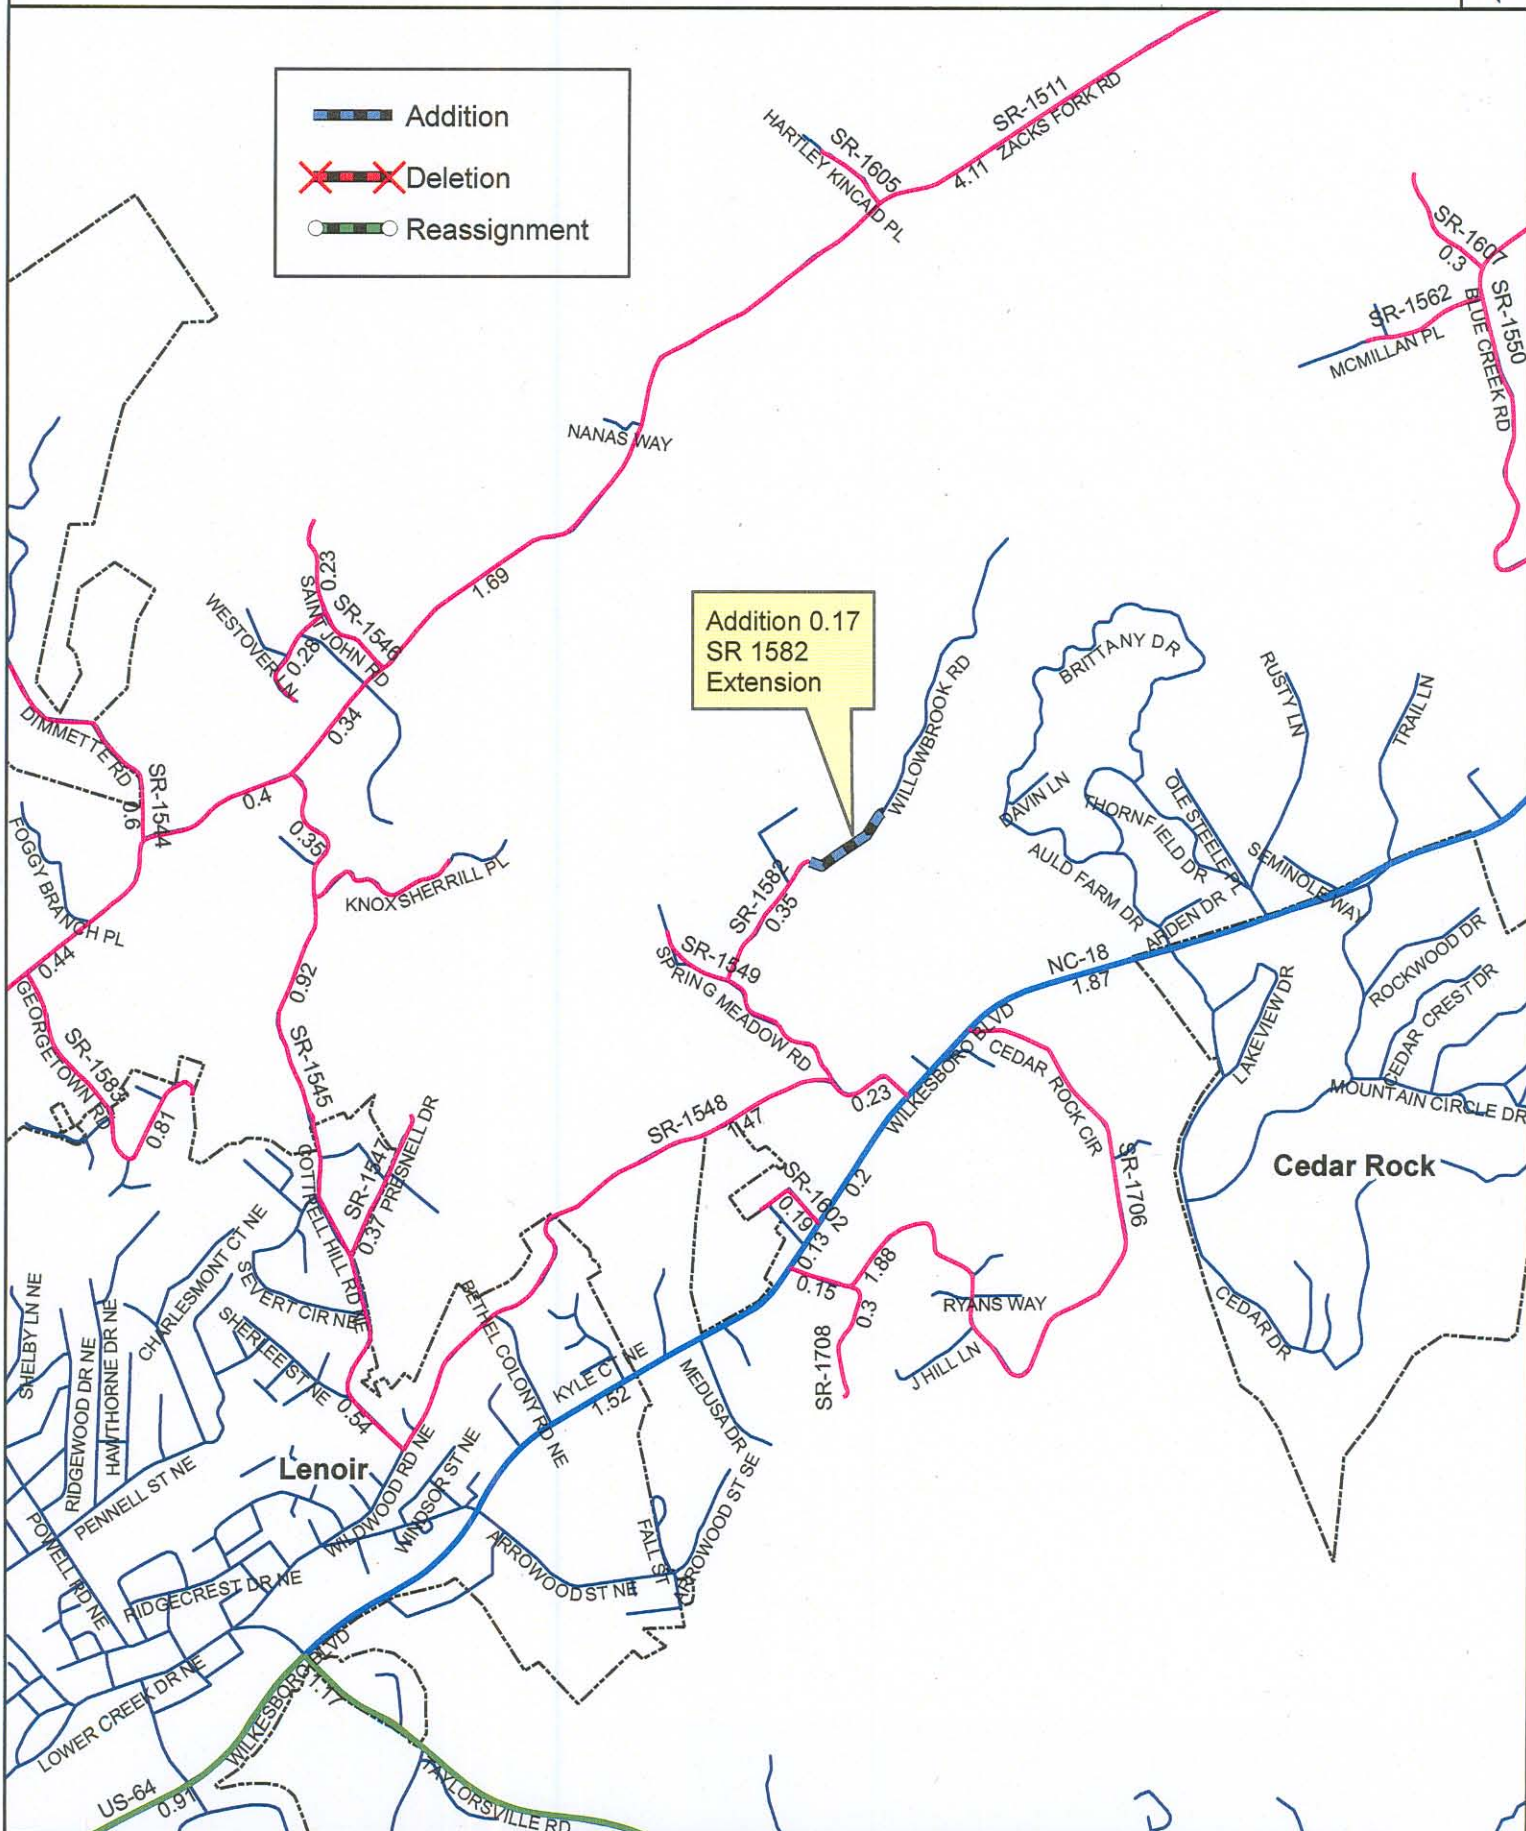 Addition
Deletion
Reassignment
SR-1511
4.11 ZACKS FORK RD
SR-1605
HARTLEY KINCAID PL
SR-1607
0.3
SR-1562
MCMILLAN PL
SR-1550
BLUE CREEK RD
NANAS WAY
1.69
0.23
SAINT JOHN RD
SR-1546
WESTOVER LN
0.28
0.34
Addition 0.17
SR 1582
Extension
WILLOWBROOK RD
BRITTANY DR
RUSTY LN
TRAIL LN
DIMMETTE RD
SR-1544
0.6
0.4
0.35
FOGGY BRANCH PL
KNOX SHERRILL PL
DAVIN LN
THORNFIELD DR
OLE STEELE
SEMINOLE WAY
AULD FARM DR
ARDEN DR
SR-1582
0.35
SR-1549
SPRING MEADOW RD
NC-18
1.87
ROCKWOOD DR
CEDAR CREST DR
LAKEVIEW DR
MOUNTAIN CIRCLE DR
0.44
GEORGETOWN RD
SR-1583
0.81
0.92
SR-1545
WILKESBORO BLVD
CEDAR ROCK CIR
SR-1706
0.23
SR-1548
1.47
SR-1547
0.37 PRESNELL DR
COTTRELL HILL RD NE
SR-1602
0.19
0.2
0.13
0.15
1.88
0.3
SR-1708
RYANS WAY
J HILL LN
Cedar Rock
CEDAR DR
SHELBY LN NE
RIDGEWOOD DR NE
HAWTHORNE DR NE
CHARLESMONT CT NE
SEVERT CIR NE
SHERLEE ST NE
0.54
BETHEL COLONY RD NE
KYLE CT NE
1.52
MEDUSA DR
Lenoir
PENNELL ST NE
POWELL RD NE
WILDWOOD RD NE
WINDSOR ST NE
ARROWOOD ST NE
FALL ST
ARROWOOD ST SE
RIDGECREST DR NE
LOWER CREEK DR NE
WILKESBORO BLVD
1.17
US-64
0.91
TAYLORSVILLE RD